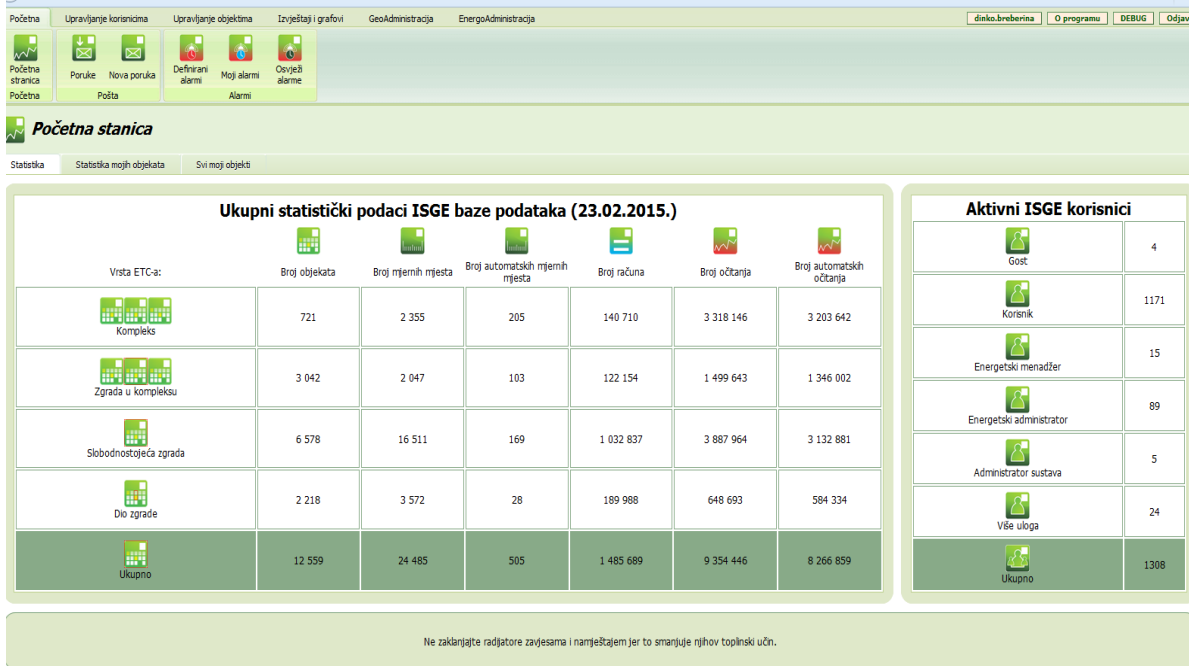 Početna Upravljanje korisnicima Upravljanje objektima Izvještaji i grafovi GeoAdministracija EnergoAdministracija dinko.breberina O programu DEBUG Odjav
Početna stranica Poruke Nova poruka Definirani alarmi Moji alarmi Osvježi alarme
Početna Pošta Alarmi
Početna stanica
Statistika Statistika mojih objekata Svi moji objekti
Ukupni statistički podaci ISGE baze podataka (23.02.2015.)
Vrsta ETC-a: Broj objekata Broj mjernih mjesta Broj automatskih mjernih mjesta Broj računa Broj očitanja Broj automatskih očitanja
Kompleks 721 2 355 205 140 710 3 318 146 3 203 642
Zgrada u kompleksu 3 042 2 047 103 122 154 1 499 643 1 346 002
Slobodnostojeća zgrada 6 578 16 511 169 1 032 837 3 887 964 3 132 881
Dio zgrade 2 218 3 572 28 189 988 648 693 584 334
Ukupno 12 559 24 485 505 1 485 689 9 354 446 8 266 859
Aktivni ISGE korisnici
Gost 4
Korisnik 1171
Energetski menadžer 15
Energetski administrator 89
Administrator sustava 5
Više uloga 24
Ukupno 1308
Ne zaklanjajte radijatore zavjesama i namještajem jer to smanjuje njihov toplinski učin.